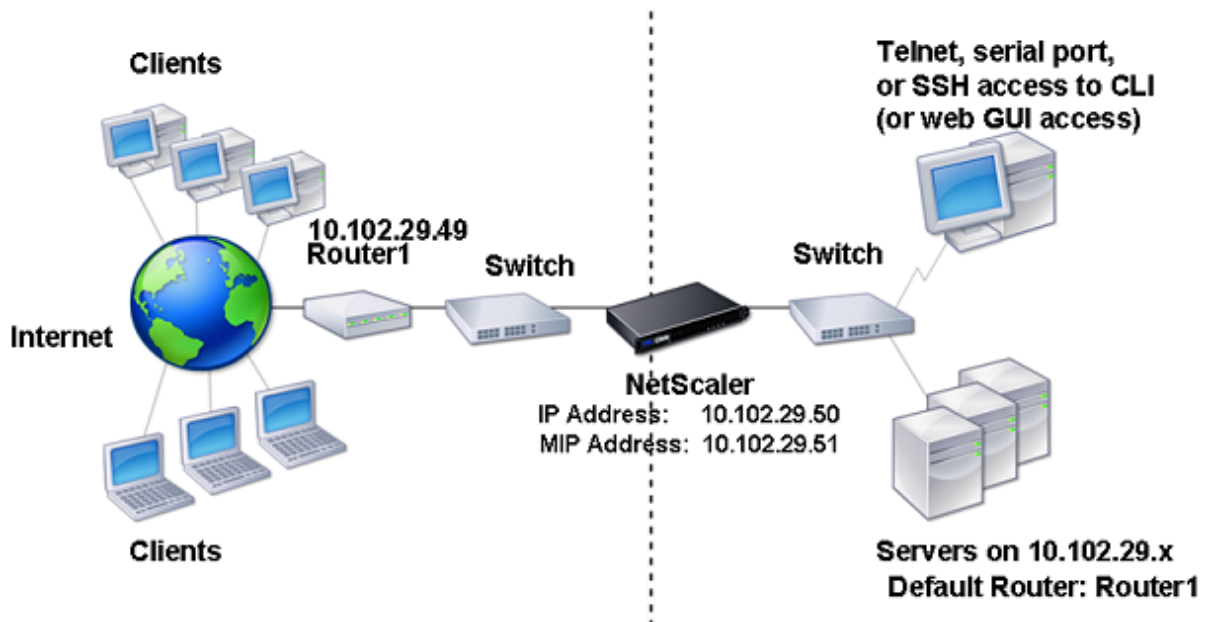 Clients
Telnet, serial port,
or SSH access to CLI
(or web GUI access)
10.102.29.49
Router1
Switch
Switch
Internet
NetScaler
IP Address: 10.102.29.50
MIP Address: 10.102.29.51
Clients
Servers on 10.102.29.x
Default Router: Router1